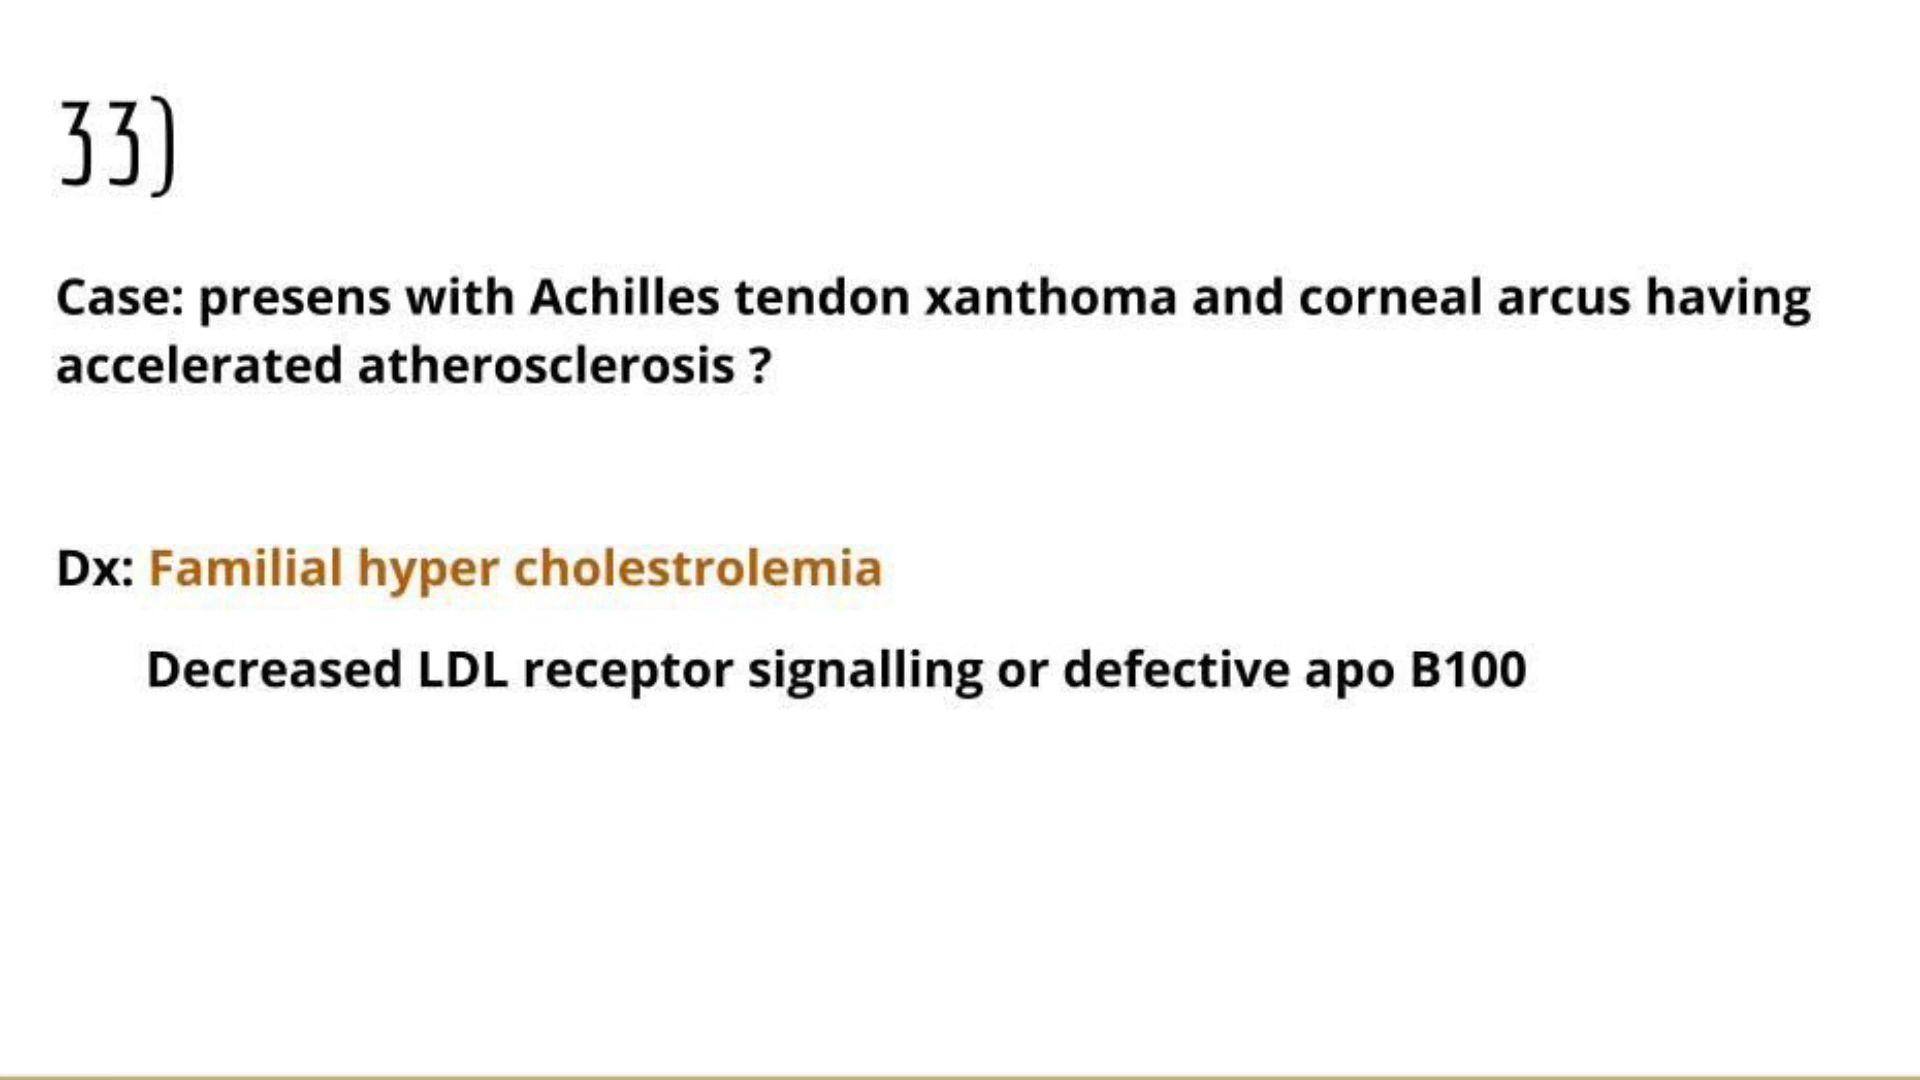 33)
Case: presens with Achilles tendon xanthoma and corneal arcus having
accelerated atherosclerosis ?
Dx: Familial hyper cholestrolemia
Decreased LDL receptor signalling or defective apo B100